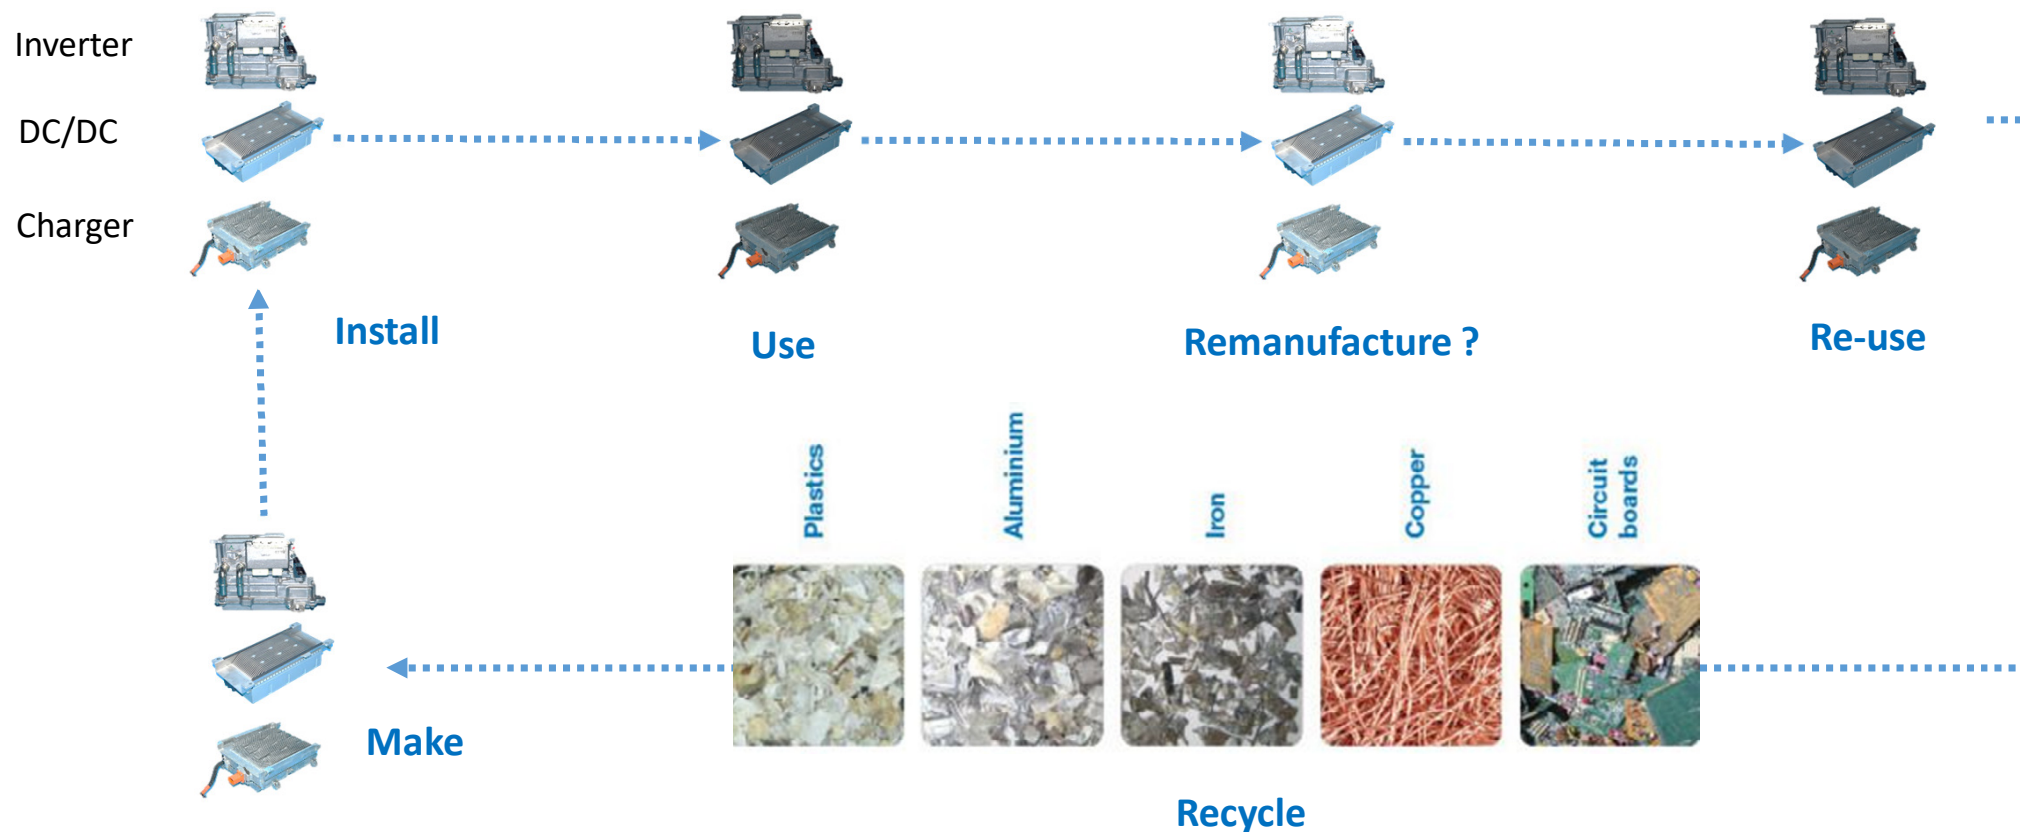 Inverter
DC/DC
Charger
Install
Use
Remanufacture ?
Re-use
Plastics
Aluminium
Iron
Copper
Circuit
boards
Make
Recycle